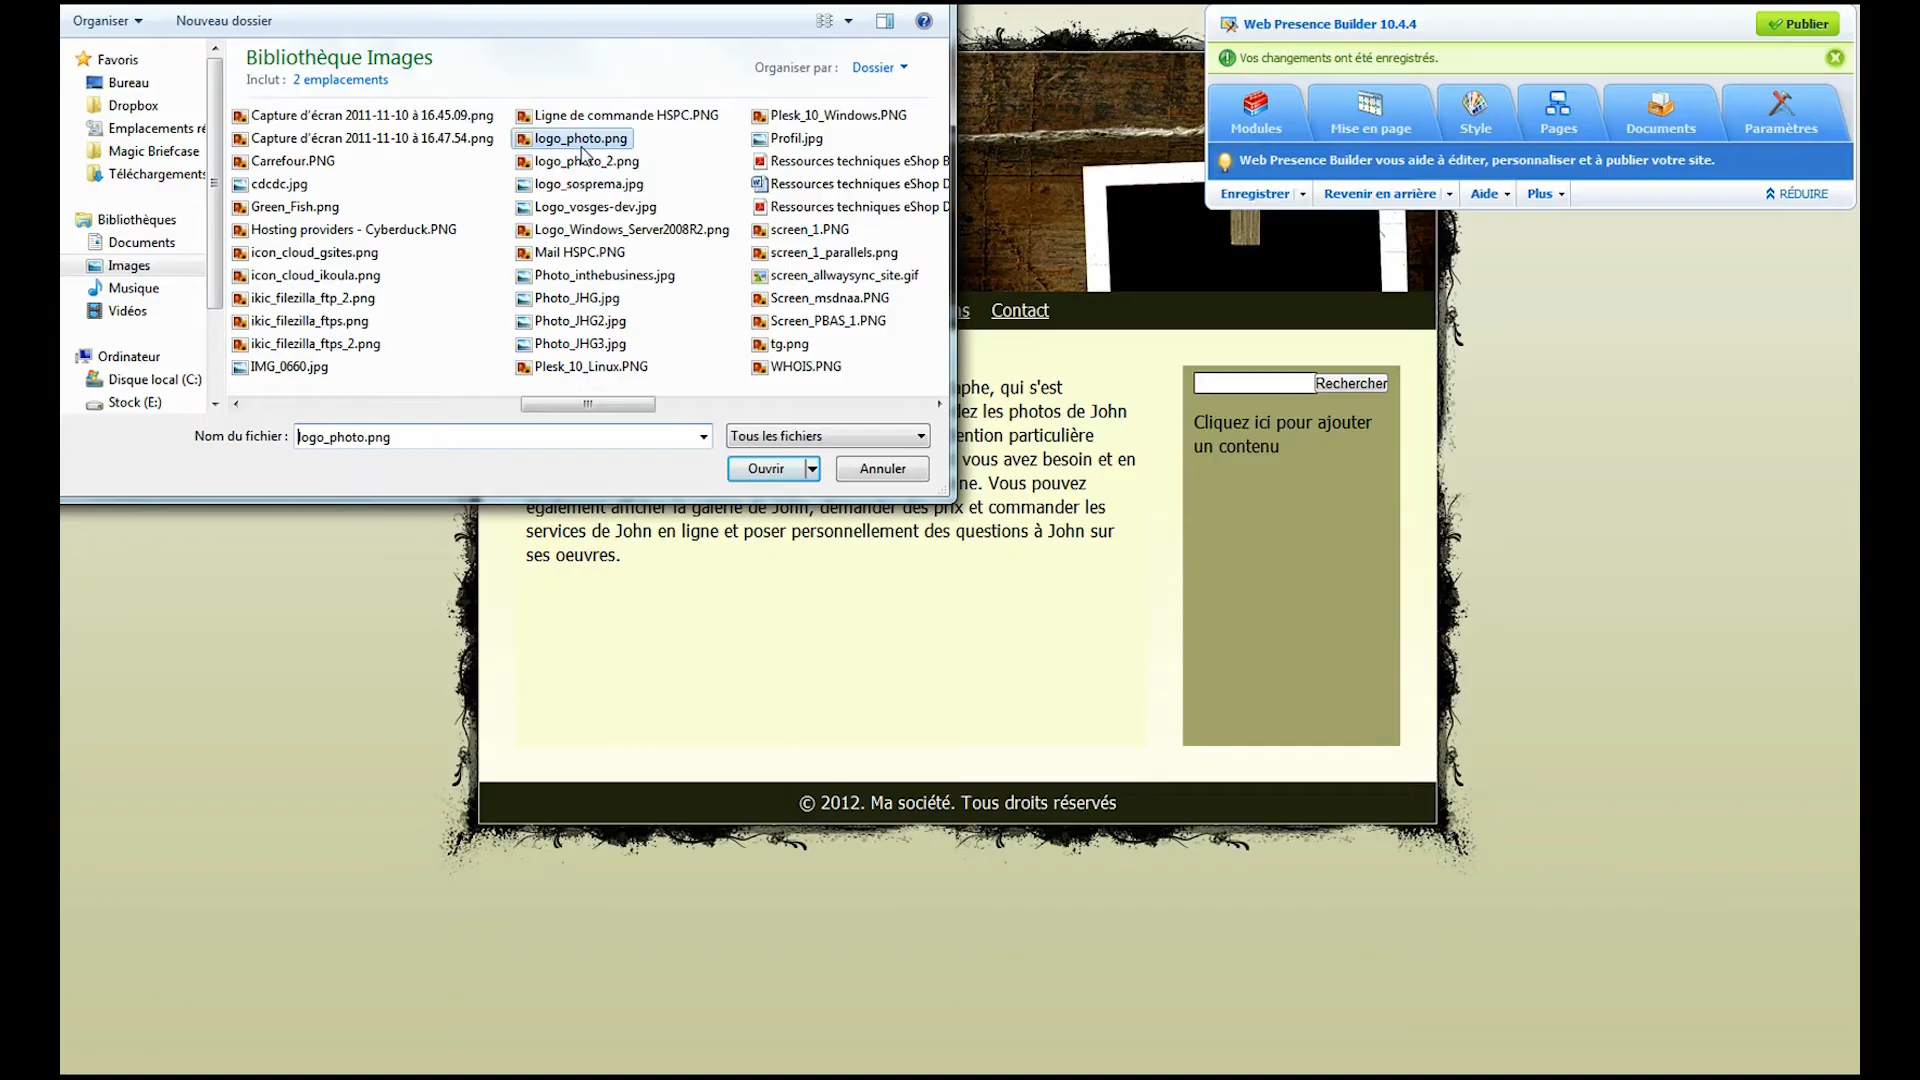 Organiser
Nouveau dossier
Favoris
Bureau
Dropbox
Emplacements ré
Magic Briefcase
Téléchargements
Bibliothèques
Documents
Images
Musique
Vidéos
Ordinateur
Disque local (C:)
Stock (E:)
Bibliothèque Images
Inclut : 2 emplacements
Organiser par : Dossier
Capture d'écran 2011-11-10 à 16.45.09.png
Capture d'écran 2011-11-10 à 16.47.54.png
Carrefour.PNG
cdcdc.jpg
Green_Fish.png
Hosting providers - Cyberduck.PNG
icon_cloud_gsites.png
icon_cloud_ikoula.png
ikic_filezilla_ftp_2.png
ikic_filezilla_ftps.png
ikic_filezilla_ftps_2.png
IMG_0660.jpg
Ligne de commande HSPC.PNG
logo_photo.png
logo_photo_2.png
logo_sosprema.jpg
Logo_vosges-dev.jpg
Logo_Windows_Server2008R2.png
Mail HSPC.PNG
Photo_inthebusiness.jpg
Photo_JHG.jpg
Photo_JHG2.jpg
Photo_JHG3.jpg
Plesk_10_Linux.PNG
Plesk_10_Windows.PNG
Profil.jpg
Ressources techniques eShop B
Ressources techniques eShop D
Ressources techniques eShop D
screen_1.PNG
screen_1_parallels.png
screen_allwaysync_site.gif
Screen_msdnaa.PNG
Screen_PBAS_1.PNG
tg.png
WHOIS.PNG
Nom du fichier : logo_photo.png
Tous les fichiers
Ouvrir
Annuler
Web Presence Builder 10.4.4
Publier
Vos changements ont été enregistrés.
Modules
Mise en page
Style
Pages
Documents
Paramètres
Web Presence Builder vous aide à éditer, personnaliser et à publier votre site.
Enregistrer
Revenir en arrière
Aide
Plus
RÉDUIRE
Contact
phe, qui s'est
ez les photos de John
ention particulière
vous avez besoin et en
ne. Vous pouvez
également afficher la galerie de John, demander des prix et commander les
services de John en ligne et poser personnellement des questions à John sur
ses oeuvres.
Rechercher
Cliquez ici pour ajouter
un contenu
© 2012. Ma société. Tous droits réservés